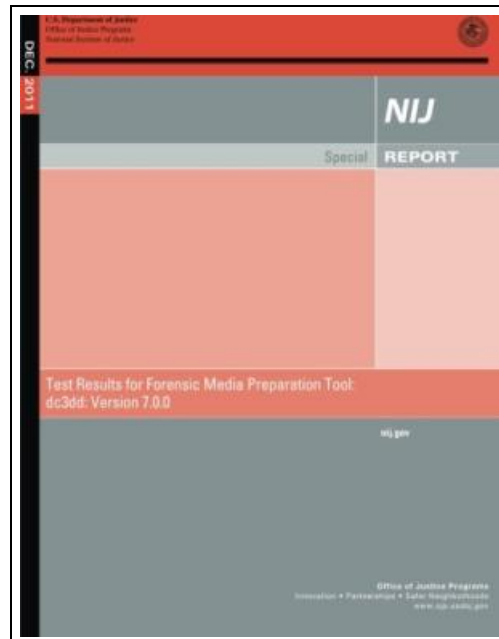 U.S. Department of Justice
Office of Justice Programs
National Institute of Justice
DEC. 2011
NIJ
Special REPORT
Test Results for Forensic Media Preparation Tool:
dc3dd: Version 7.0.0
nij.gov
Office of Justice Programs
Innovation • Partnerships • Safer Neighborhoods
www.ojp.usdoj.gov